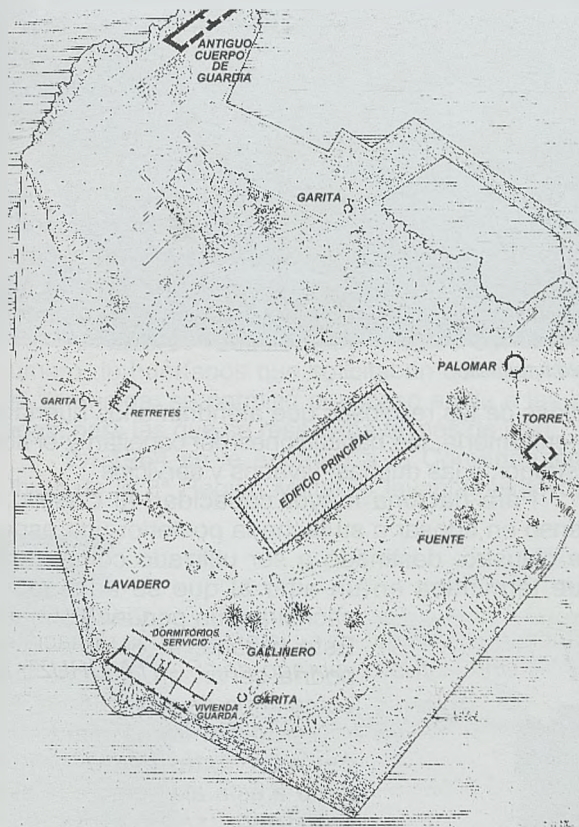 ANTIGUO
CUERPO
DE
GUARDIA
GARITA
PALOMAR
GARITA
RETRETES
TORRE
EDIFICIO PRINCIPAL
FUENTE
LAVADERO
DORMITORIOS
SERVICIO
GALLINERO
VIVIENDA
GUARDA
GARITA